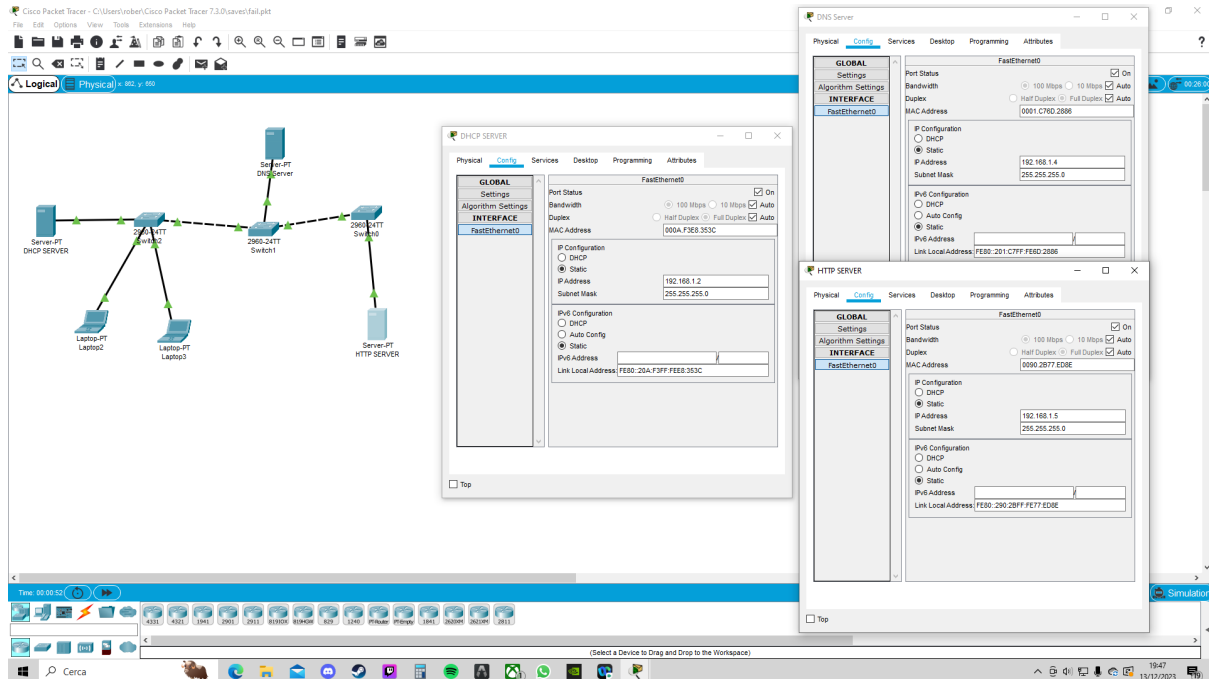 Cisco Packet Tracer - C:\Users\rober\Cisco Packet Tracer 7.3.0\saves\fail.pkt
File Edit Options View Tools Extensions Help
?
Logical Physical x: 862, y: 650
00:26:00
Server-PT
DNS Server
Server-PT
DHCP SERVER
2960-24TT
Switch2
2960-24TT
Switch1
2960-24TT
Switch0
Laptop-PT
Laptop2
Laptop-PT
Laptop3
Server-PT
HTTP SERVER
DHCP SERVER
Physical Config Services Desktop Programming Attributes
GLOBAL
Settings
Algorithm Settings
INTERFACE
FastEthernet0
FastEthernet0
Port Status On
Bandwidth 100 Mbps 10 Mbps Auto
Duplex Half Duplex Full Duplex Auto
MAC Address 000A.F3E8.353C
IP Configuration
DHCP
Static
IP Address 192.168.1.2
Subnet Mask 255.255.255.0
IPv6 Configuration
DHCP
Auto Config
Static
IPv6 Address /
Link Local Address: FE80::20A:F3FF:FEE8:353C
Top
DNS Server
Physical Config Services Desktop Programming Attributes
GLOBAL
Settings
Algorithm Settings
INTERFACE
FastEthernet0
FastEthernet0
Port Status On
Bandwidth 100 Mbps 10 Mbps Auto
Duplex Half Duplex Full Duplex Auto
MAC Address 0001.C76D.2886
IP Configuration
DHCP
Static
IP Address 192.168.1.4
Subnet Mask 255.255.255.0
IPv6 Configuration
DHCP
Auto Config
Static
IPv6 Address /
Link Local Address: FE80::201:C7FF:FE6D:2886
HTTP SERVER
Physical Config Services Desktop Programming Attributes
GLOBAL
Settings
Algorithm Settings
INTERFACE
FastEthernet0
FastEthernet0
Port Status On
Bandwidth 100 Mbps 10 Mbps Auto
Duplex Half Duplex Full Duplex Auto
MAC Address 0090.2B77.ED8E
IP Configuration
DHCP
Static
IP Address 192.168.1.5
Subnet Mask 255.255.255.0
IPv6 Configuration
DHCP
Auto Config
Static
IPv6 Address /
Link Local Address: FE80::290:2BFF:FE77:ED8E
Top
Time: 00:00:52
Simulation
4331 4321 1941 2901 2911 819IOX 819HGW 829 1240 PT-Router PT-Empty 1841 2620XM 2621XM 2811
(Select a Device to Drag and Drop to the Workspace)
Cerca
19:47
13/12/2023